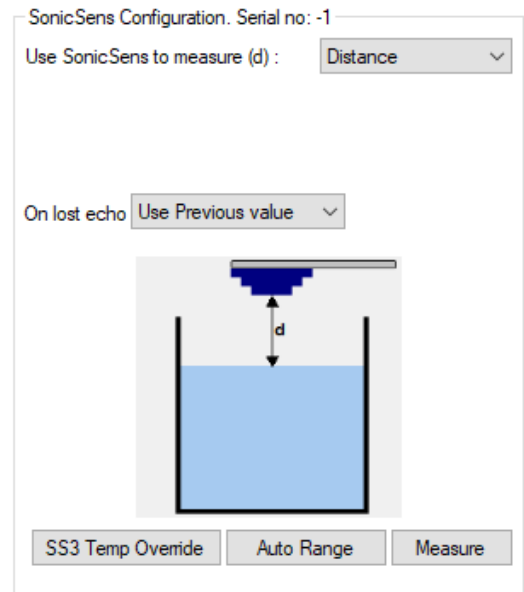 SonicSens Configuration. Serial no: -1
Use SonicSens to measure (d) : Distance
On lost echo Use Previous value
d
SS3 Temp Override Auto Range Measure